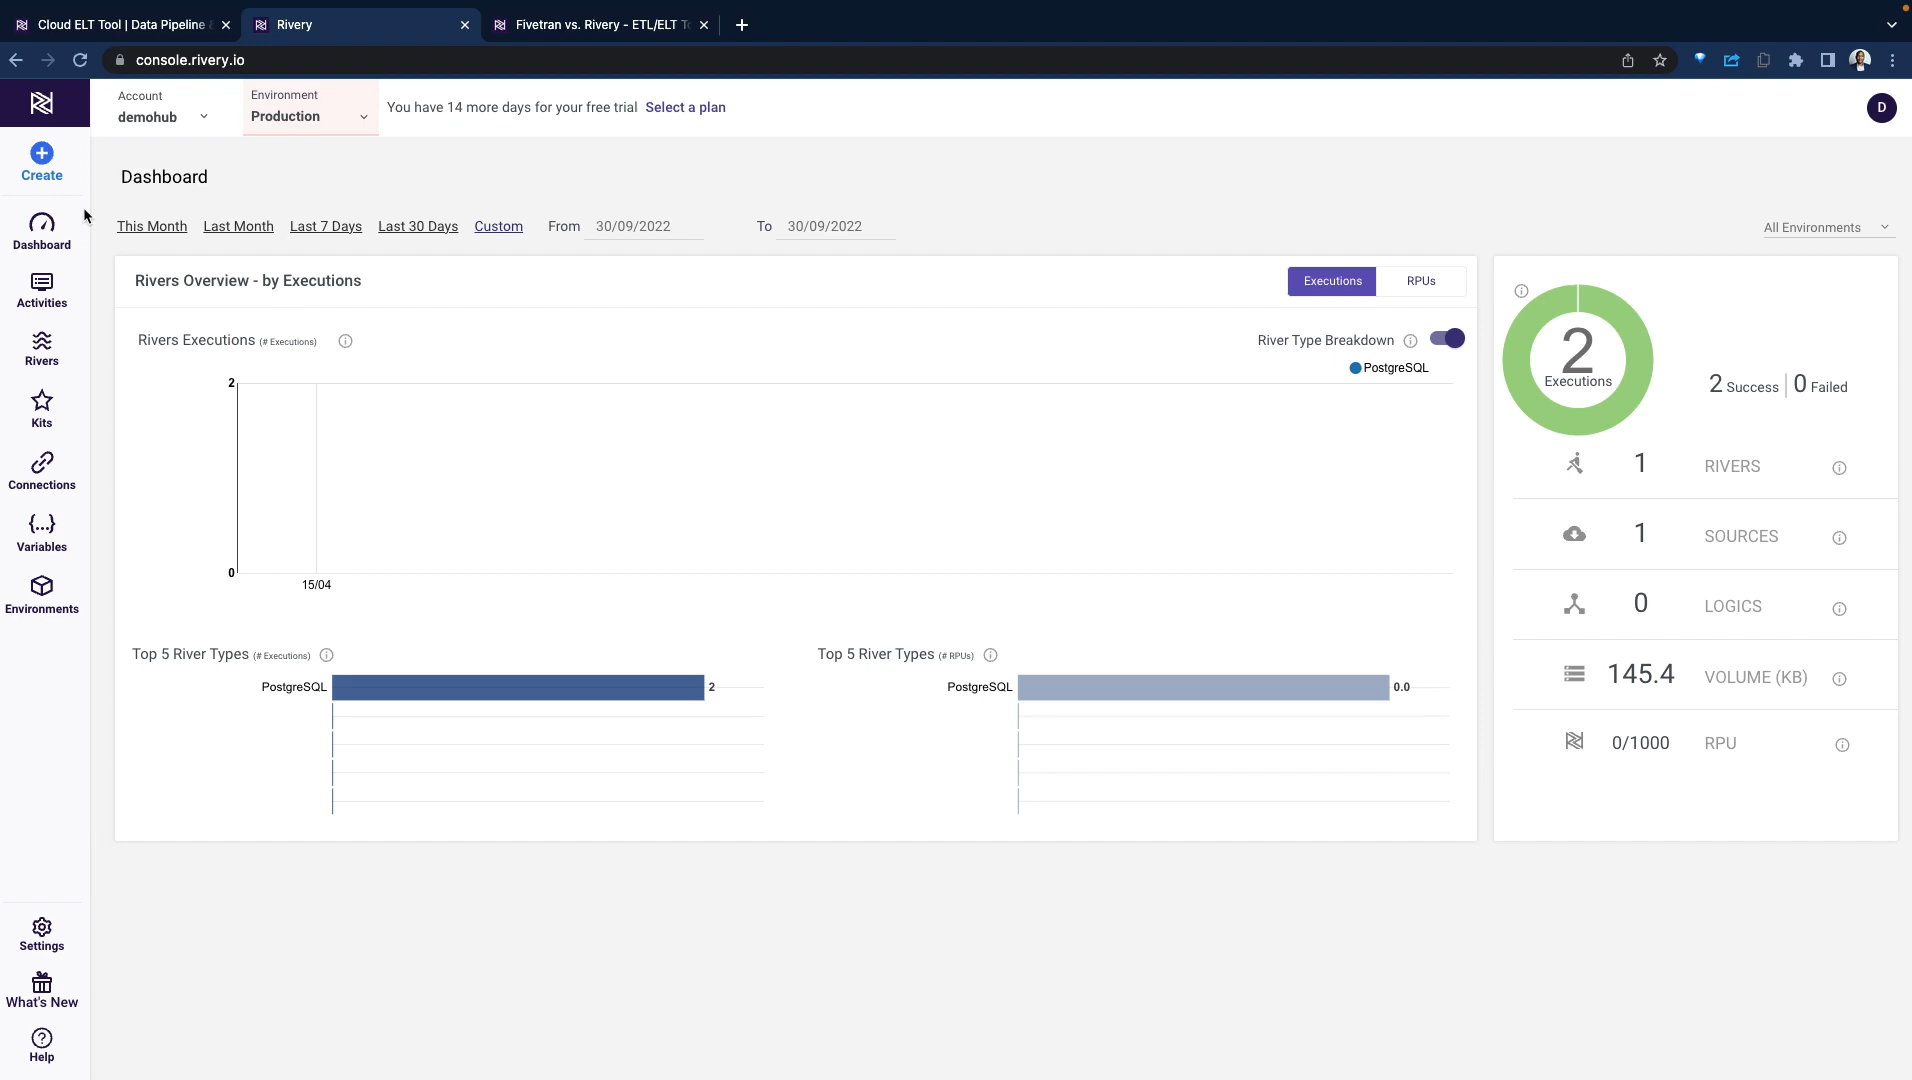 Cloud ELT Tool | Data Pipeline
Rivery
Fivetran vs. Rivery - ETL/ELT T
console.rivery.io
Account
demohub
Environment
Production
You have 14 more days for your free trial Select a plan
D
Create
Dashboard
Activities
Rivers
Kits
Connections
Variables
Environments
Settings
What's New
Help
Dashboard
This Month Last Month Last 7 Days Last 30 Days Custom From 30/09/2022 To 30/09/2022
All Environments
Rivers Overview - by Executions
Executions RPUs
Rivers Executions (# Executions)
River Type Breakdown
PostgreSQL
2
0
15/04
Top 5 River Types (# Executions)
PostgreSQL 2
Top 5 River Types (# RPUs)
PostgreSQL 0.0
2
Executions
2 Success | 0 Failed
1 RIVERS
1 SOURCES
0 LOGICS
145.4 VOLUME (KB)
0/1000 RPU